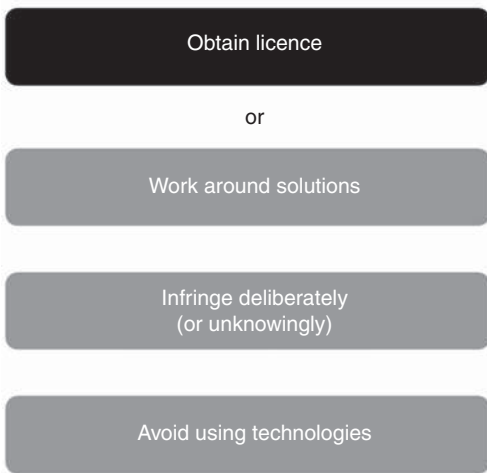 Obtain licence
or
Work around solutions
Infringe deliberately
(or unknowingly)
Avoid using technologies